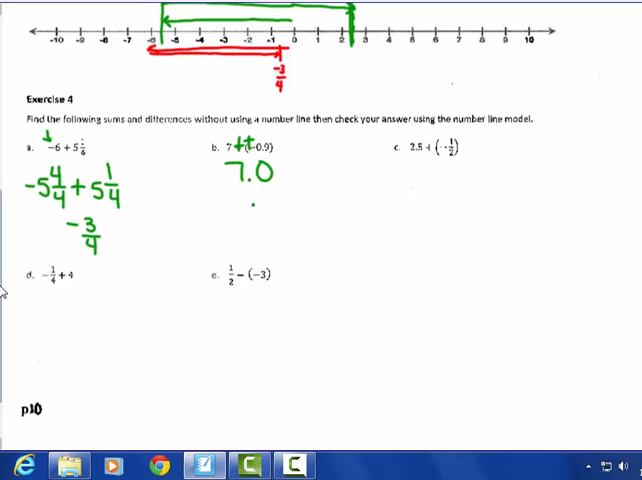 -10 -9 -8 -7 -6 -5 -4 -3 -2 -1 0 1 2 3 4 5 6 7 8 9 10
-3/4
Exercise 4
Find the following sums and differences without using a number line then check your answer using the number line model.
a. -6 + 5 1/4
b. 7 ++ (-0.9)
c. 2.5 + (- 1/2)
-5 4/4 + 5 1/4
7.0
.
-3/4
d. -1/4 + 4
e. 1/2 - (-3)
p10